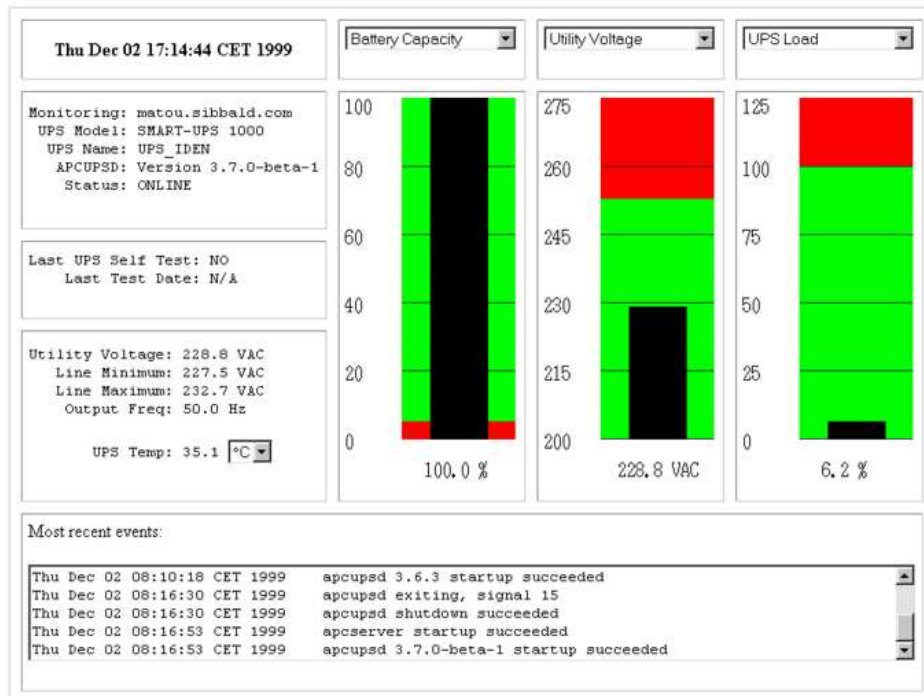 Thu Dec 02 17:14:44 CET 1999
Battery Capacity
Utility Voltage
UPS Load
Monitoring: matou.sibbald.com
UPS Model: SMART-UPS 1000
UPS Name: UPS_IDEN
APCUPSD: Version 3.7.0-beta-1
Status: ONLINE
Last UPS Self Test: NO
Last Test Date: N/A
Utility Voltage: 228.8 VAC
Line Minimum: 227.5 VAC
Line Maximum: 232.7 VAC
Output Freq: 50.0 Hz
UPS Temp: 35.1 °C
100
80
60
40
20
0
100.0 %
275
260
245
230
215
200
228.8 VAC
125
100
75
50
25
0
6.2 %
Most recent events:
Thu Dec 02 08:10:18 CET 1999 apcupsd 3.6.3 startup succeeded
Thu Dec 02 08:16:30 CET 1999 apcupsd exiting, signal 15
Thu Dec 02 08:16:30 CET 1999 apcupsd shutdown succeeded
Thu Dec 02 08:16:53 CET 1999 apcserver startup succeeded
Thu Dec 02 08:16:53 CET 1999 apcupsd 3.7.0-beta-1 startup succeeded